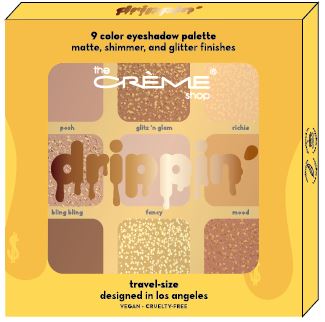 drippin'
9 color eyeshadow palette
matte, shimmer, and glitter finishes
the
CRÈME®
shop
posh glitz 'n glam richie
drippin'
bling bling fancy mood
travel-size
designed in los angeles
VEGAN • CRUELTY-FREE